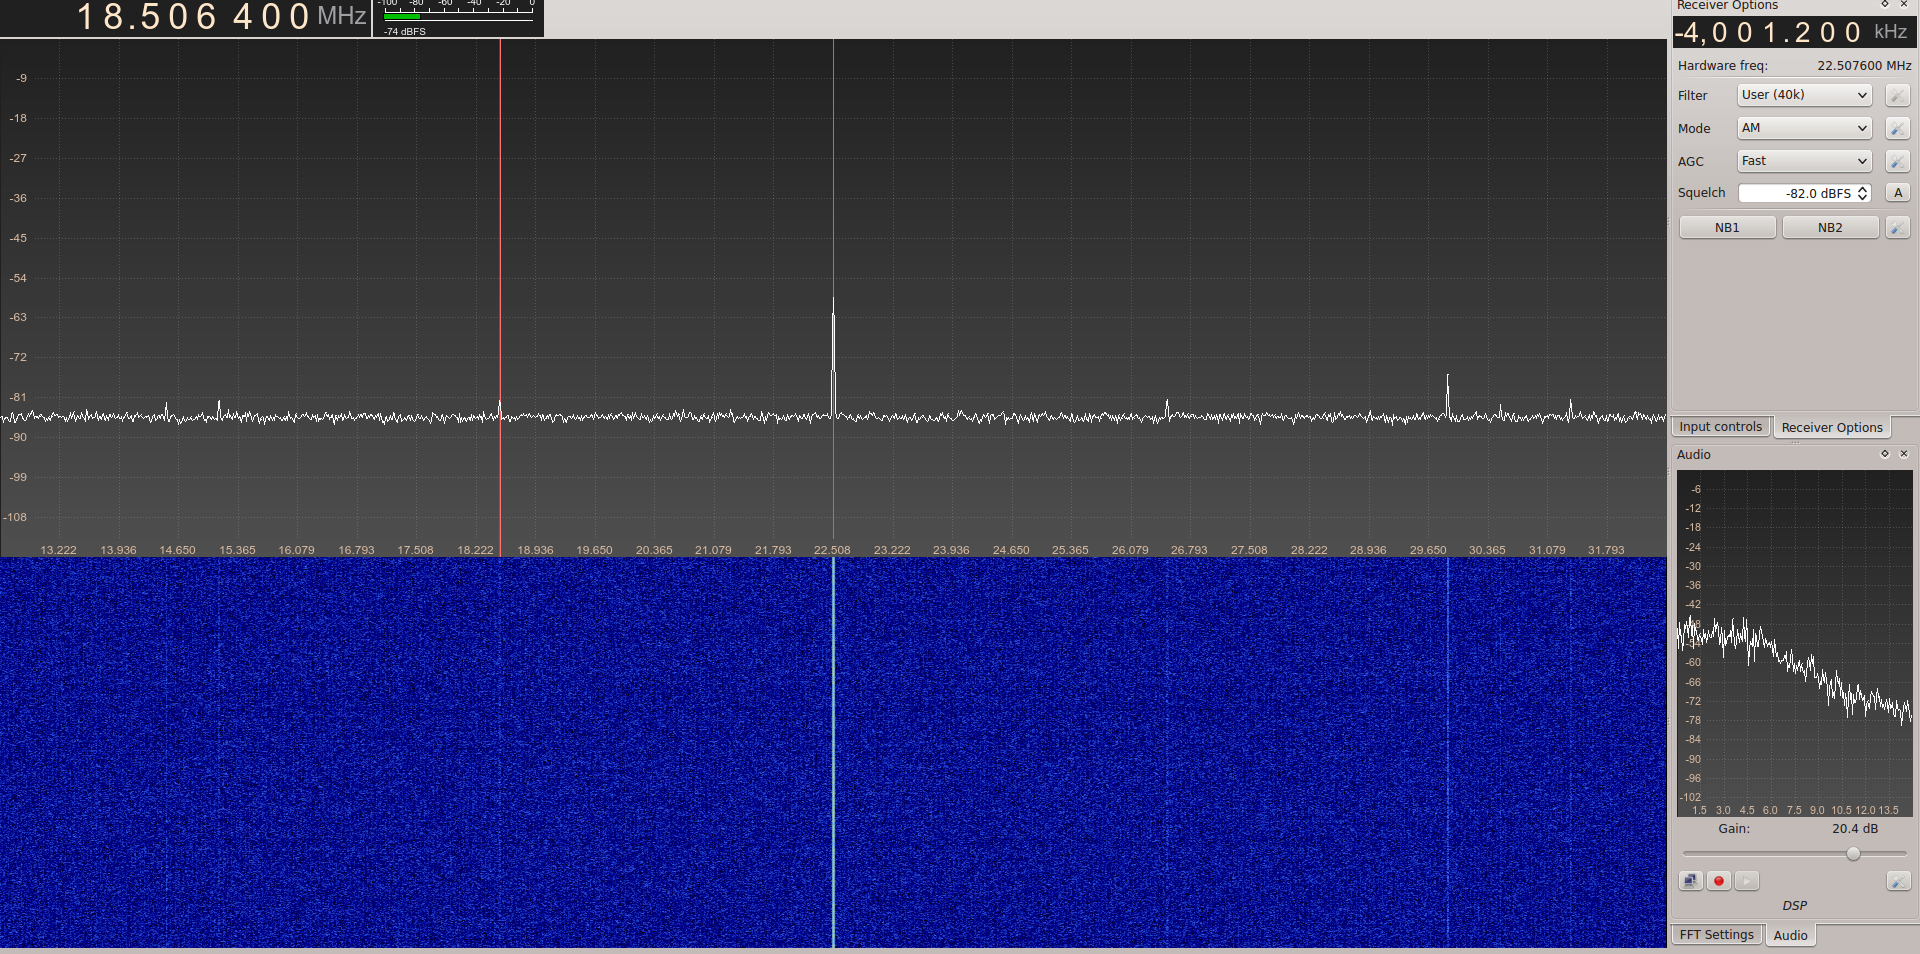 18.506 400 MHz
-100 -80 -60 -40 -20 0
-74 dBFS
-9
-18
-27
-36
-45
-54
-63
-72
-81
-90
-99
-108
13.222 13.936 14.650 15.365 16.079 16.793 17.508 18.222 18.936 19.650 20.365 21.079 21.793 22.508 23.222 23.936 24.650 25.365 26.079 26.793 27.508 28.222 28.936 29.650 30.365 31.079 31.793
Receiver Options
-4,001.200 kHz
Hardware freq: 22.507600 MHz
Filter User (40k)
Mode AM
AGC Fast
Squelch -82.0 dBFS A
NB1 NB2
Input controls Receiver Options
Audio
-6
-12
-18
-24
-30
-36
-42
-48
-54
-60
-66
-72
-78
-84
-90
-96
-102
1.5 3.0 4.5 6.0 7.5 9.0 10.5 12.0 13.5
Gain: 20.4 dB
DSP
FFT Settings Audio